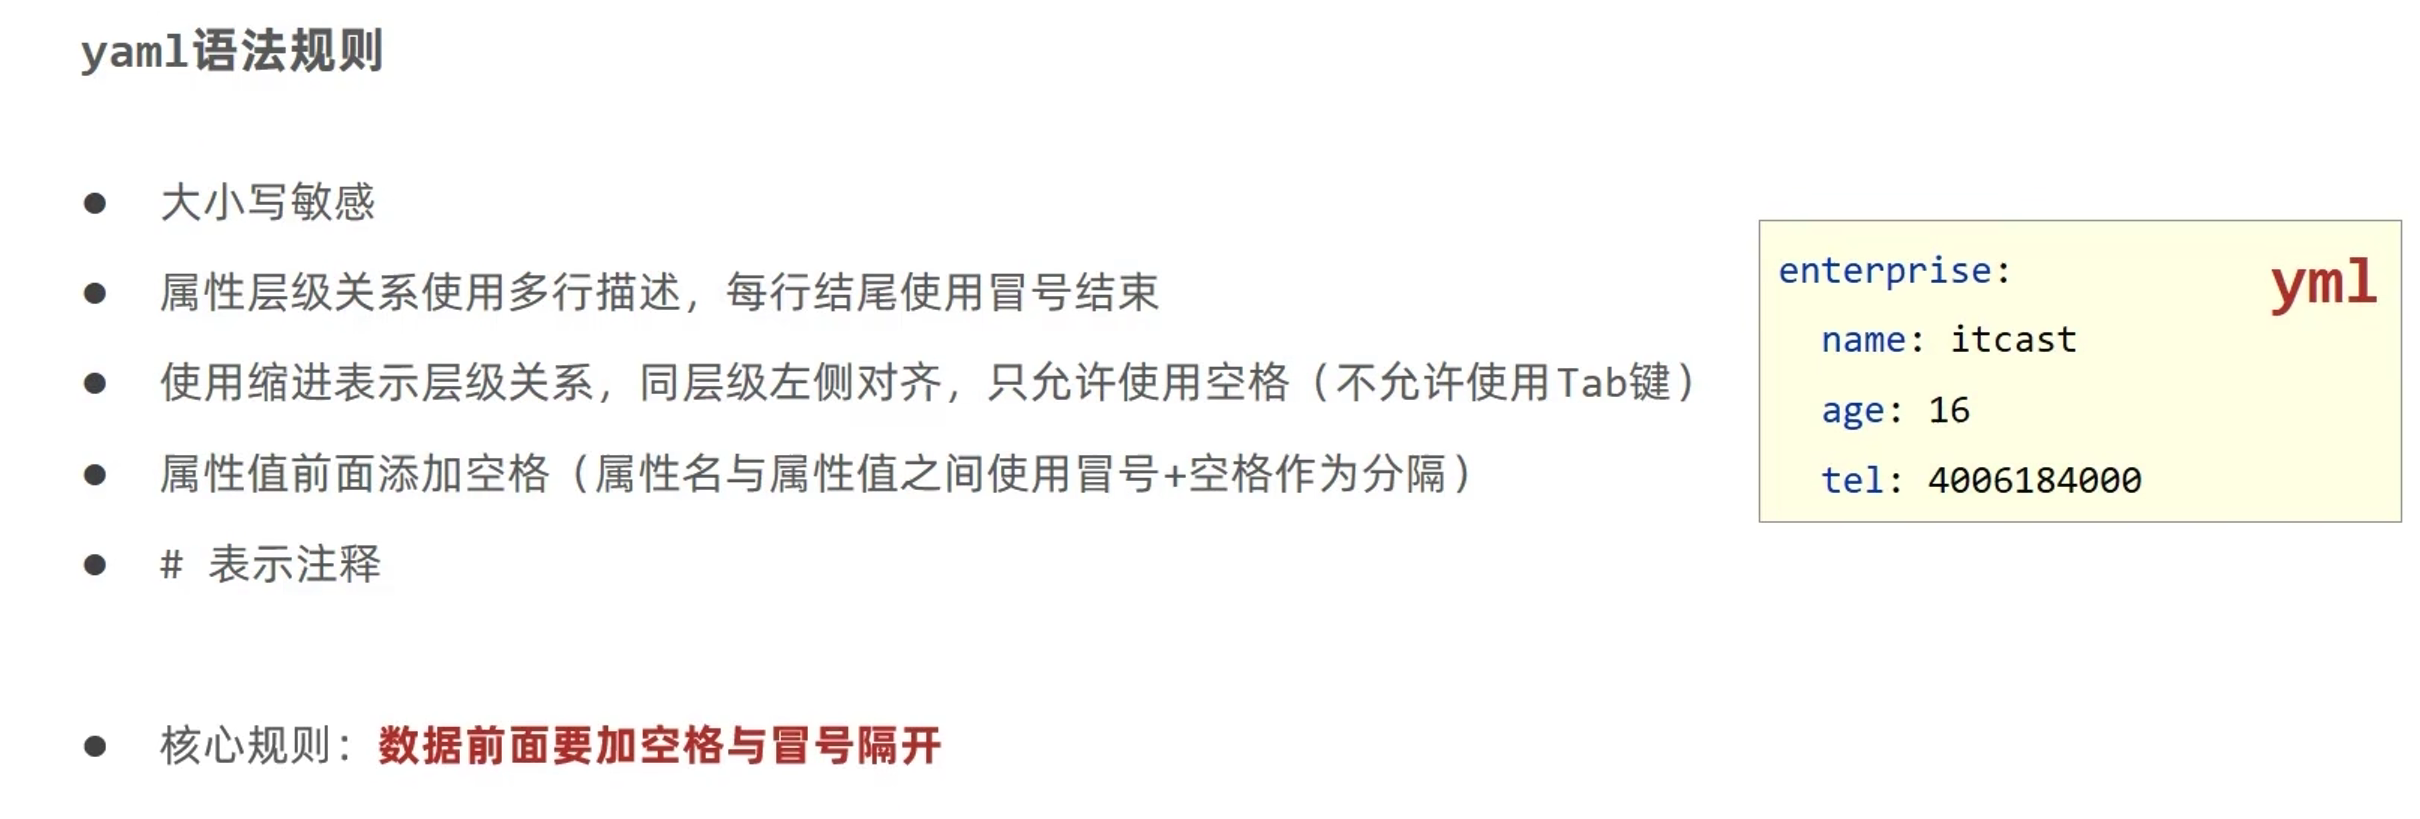 yaml语法规则
● 大小写敏感
● 属性层级关系使用多行描述，每行结尾使用冒号结束
● 使用缩进表示层级关系，同层级左侧对齐，只允许使用空格（不允许使用Tab键）
● 属性值前面添加空格（属性名与属性值之间使用冒号+空格作为分隔）
● # 表示注释
● 核心规则：数据前面要加空格与冒号隔开
enterprise:
yml
name: itcast
age: 16
tel: 4006184000